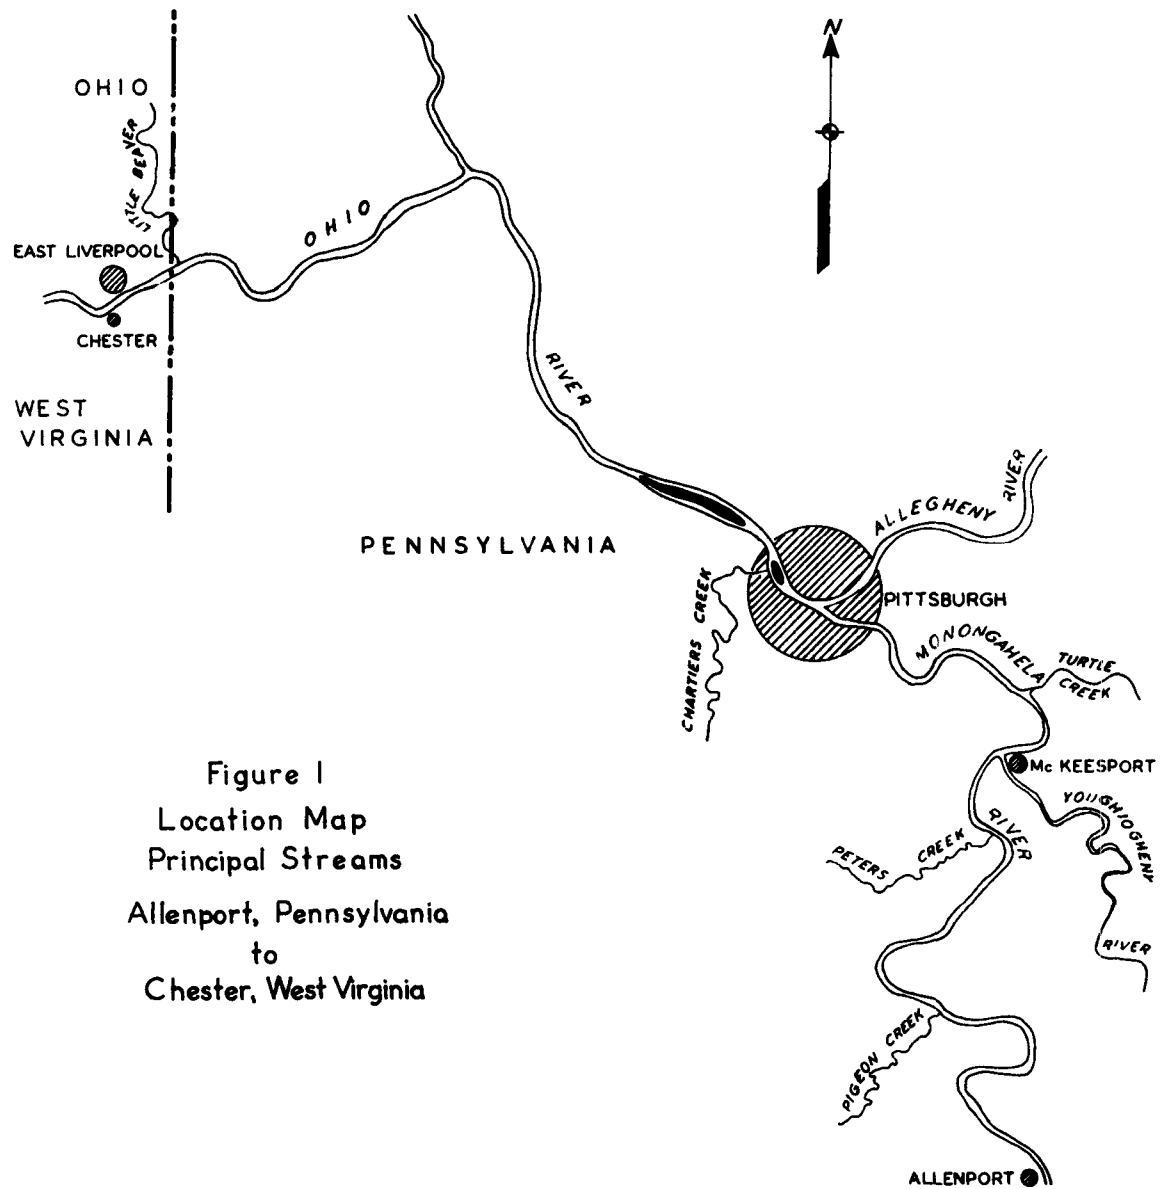 N
OHIO
LITTLE BEAVER
EAST LIVERPOOL
CHESTER
WEST
VIRGINIA
OHIO
RIVER
PENNSYLVANIA
ALLEGHENY RIVER
PITTSBURGH
CHARTIERS CREEK
MONONGAHELA
TURTLE
CREEK
Mc KEESPORT
YOUGHIOGHENY
RIVER
RIVER
PETERS CREEK
PIGEON CREEK
ALLENPORT
Figure 1
Location Map
Principal Streams
Allenport, Pennsylvania
to
Chester, West Virginia